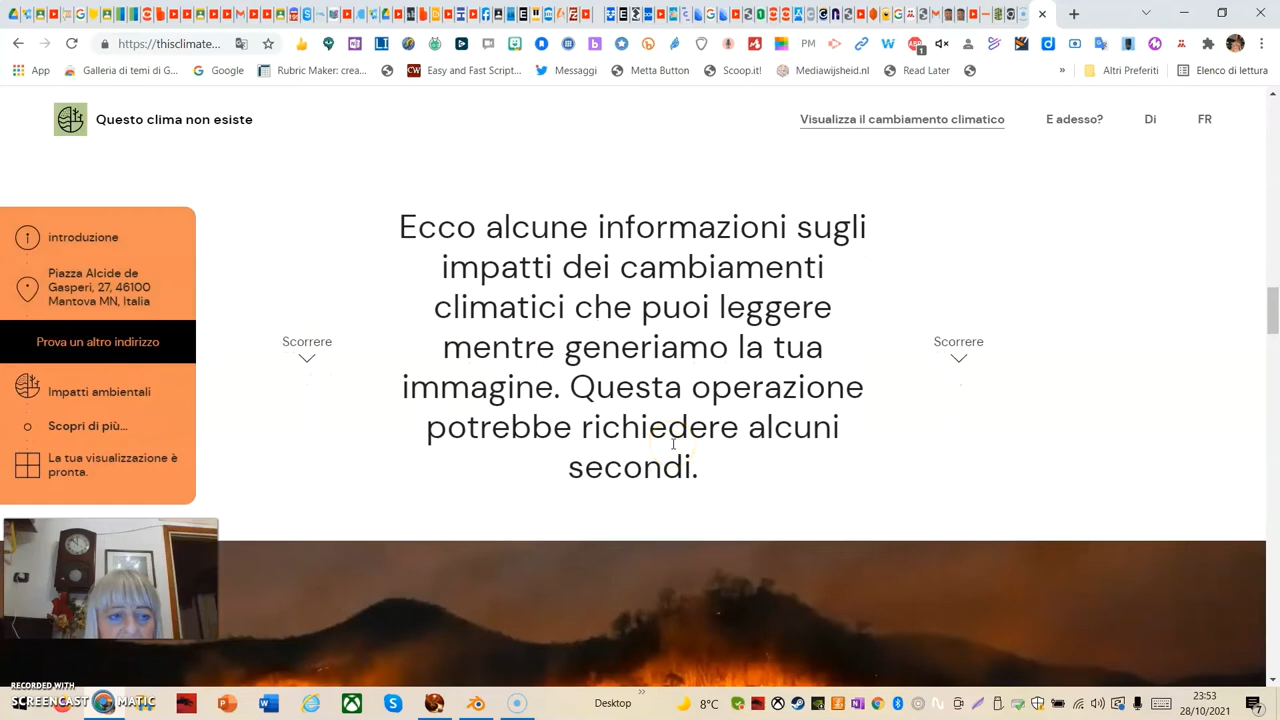 https://thisclimate.
PM
1
App
Galleria di temi di G...
Google
Rubric Maker: crea...
CW
Easy and Fast Script...
Messaggi
Metta Button
Scoop.it!
Mediawijsheid.nl
Read Later
»
Altri Preferiti
Elenco di lettura
Questo clima non esiste
Visualizza il cambiamento climatico
E adesso?
Di
FR
introduzione
Piazza Alcide de
Gasperi, 27, 46100
Mantova MN, Italia
Prova un altro indirizzo
Impatti ambientali
Scopri di più...
La tua visualizzazione è
pronta.
Scorrere
Ecco alcune informazioni sugli
impatti dei cambiamenti
climatici che puoi leggere
mentre generiamo la tua
immagine. Questa operazione
potrebbe richiedere alcuni
secondi.
Scorrere
RECORDED WITH
SCREENCAST MATIC
Desktop
»
8°C
23:53
28/10/2021
7